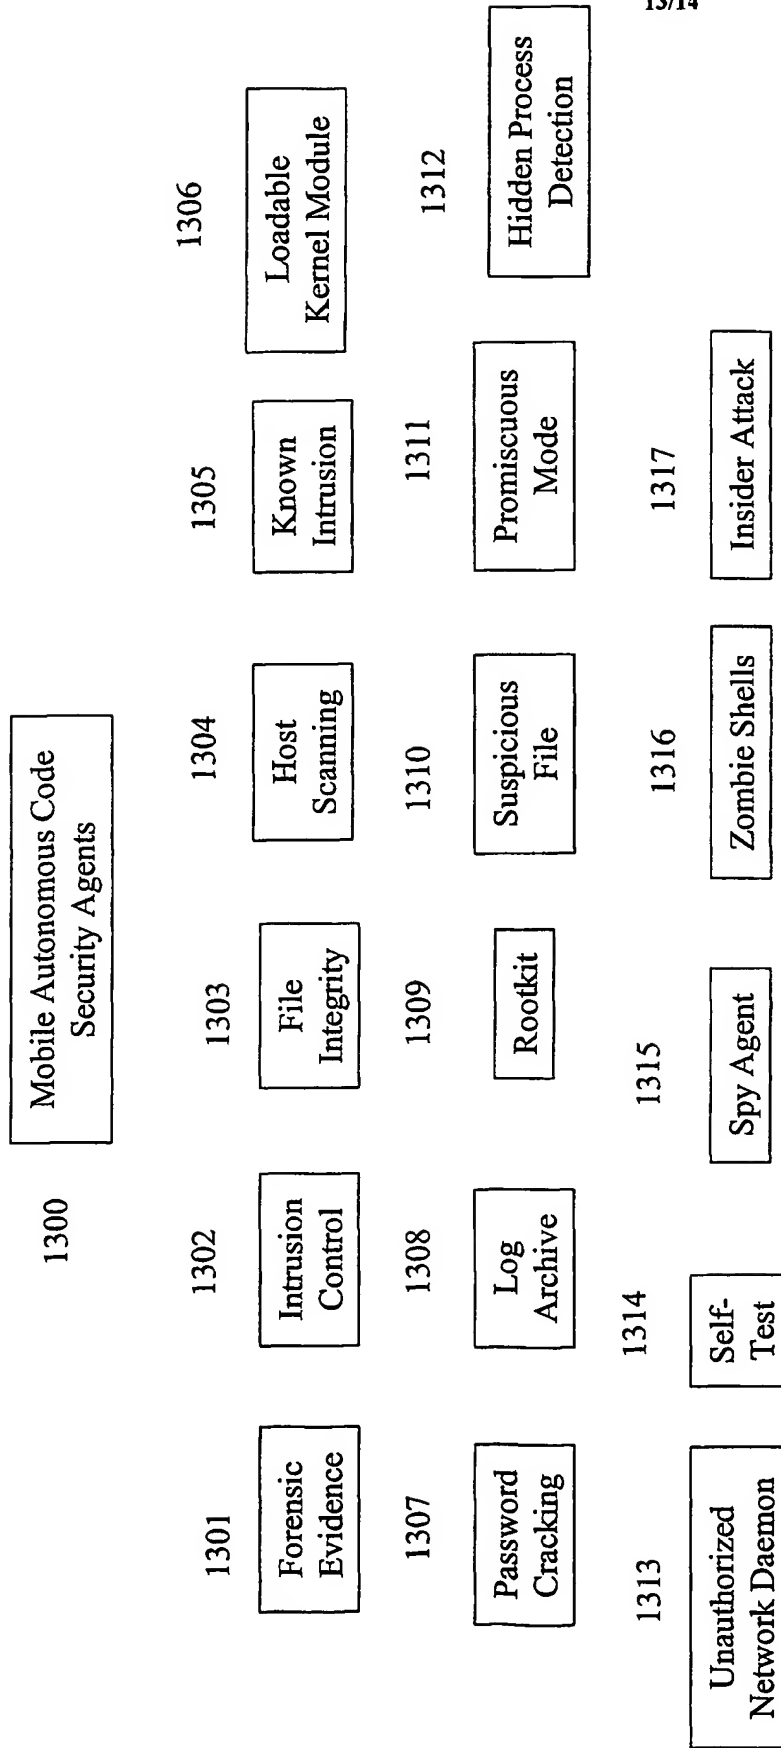 13/14
1300
Mobile Autonomous Code
Security Agents
1301
Forensic
Evidence
1302
Intrusion
Control
1303
File
Integrity
1304
Host
Scanning
1305
Known
Intrusion
1306
Loadable
Kernel Module
1307
Password
Cracking
1308
Log
Archive
1309
Rootkit
1310
Suspicious
File
1311
Promiscuous
Mode
1312
Hidden Process
Detection
1313
Unauthorized
Network Daemon
1314
Self-
Test
1315
Spy Agent
1316
Zombie Shells
1317
Insider Attack